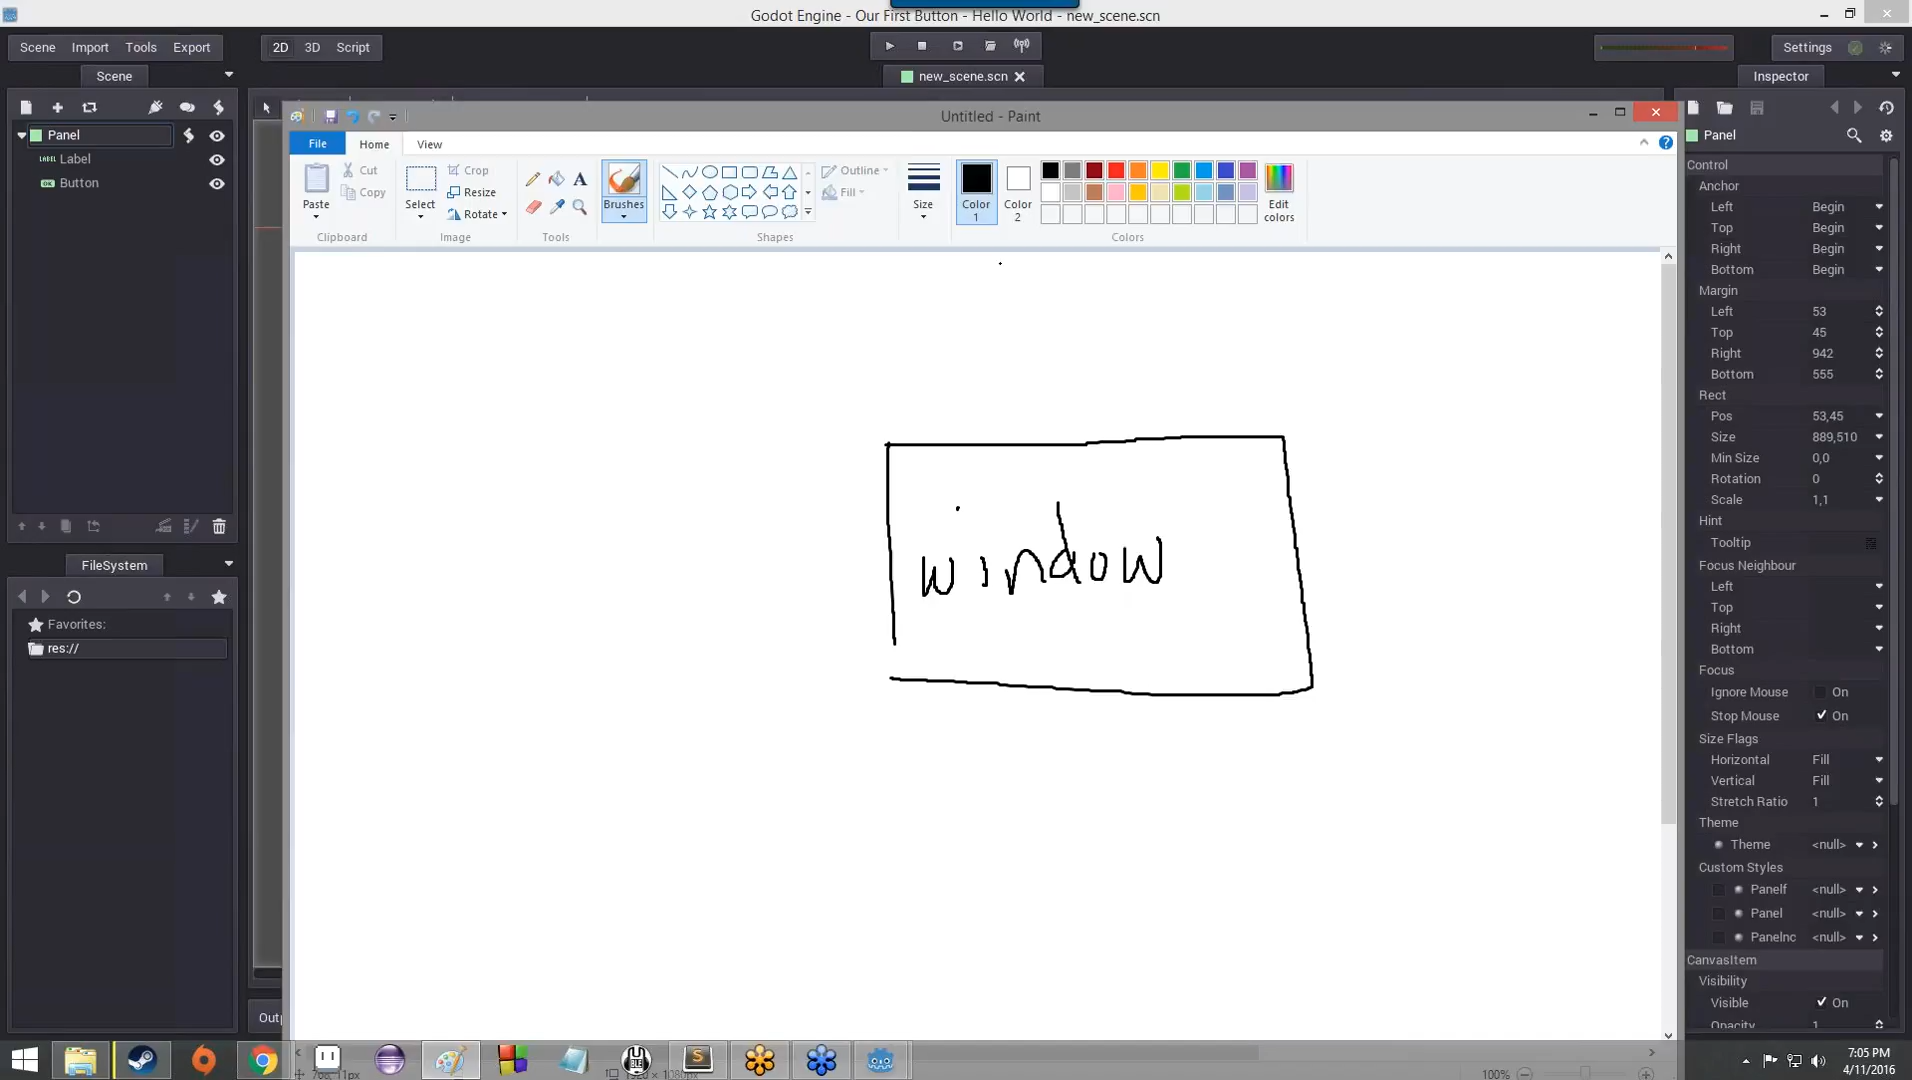 Godot Engine - Our First Button - Hello World - new_scene.scn
Scene Import Tools Export 2D 3D Script Settings
Scene new_scene.scn Inspector
Panel
Label
Button
FileSystem
Favorites:
res://
Outp
Untitled - Paint
File Home View
Paste Cut Copy
Clipboard
Select Crop Resize Rotate
Image
A
Tools
Brushes
Shapes
Outline
Fill
Size
Color 1
Color 2
Edit colors
Colors
window
Panel
Control
Anchor
Left Begin
Top Begin
Right Begin
Bottom Begin
Margin
Left 53
Top 45
Right 942
Bottom 555
Rect
Pos 53,45
Size 889,510
Min Size 0,0
Rotation 0
Scale 1,1
Hint
Tooltip
Focus Neighbour
Left
Top
Right
Bottom
Focus
Ignore Mouse On
Stop Mouse On
Size Flags
Horizontal Fill
Vertical Fill
Stretch Ratio 1
Theme
Theme <null>
Custom Styles
Panelf <null>
Panel <null>
Panelnc <null>
CanvasItem
Visibility
Visible On
Opacity 1
100%
7:05 PM
4/11/2016